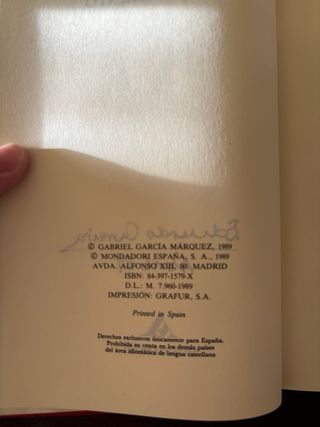 © GABRIEL GARCÍA MÁRQUEZ, 1989
© MONDADORI ESPAÑA, S. A., 1989
AVDA. ALFONSO XIII, 50. MADRID
ISBN: 84-397-1579-X
D.L.: M. 7.960-1989
IMPRESIÓN: GRAFUR, S.A.
Printed in Spain
Derechos exclusivos únicamente para España.
Prohibida su venta en los demás países
del área idiomática de lengua castellana